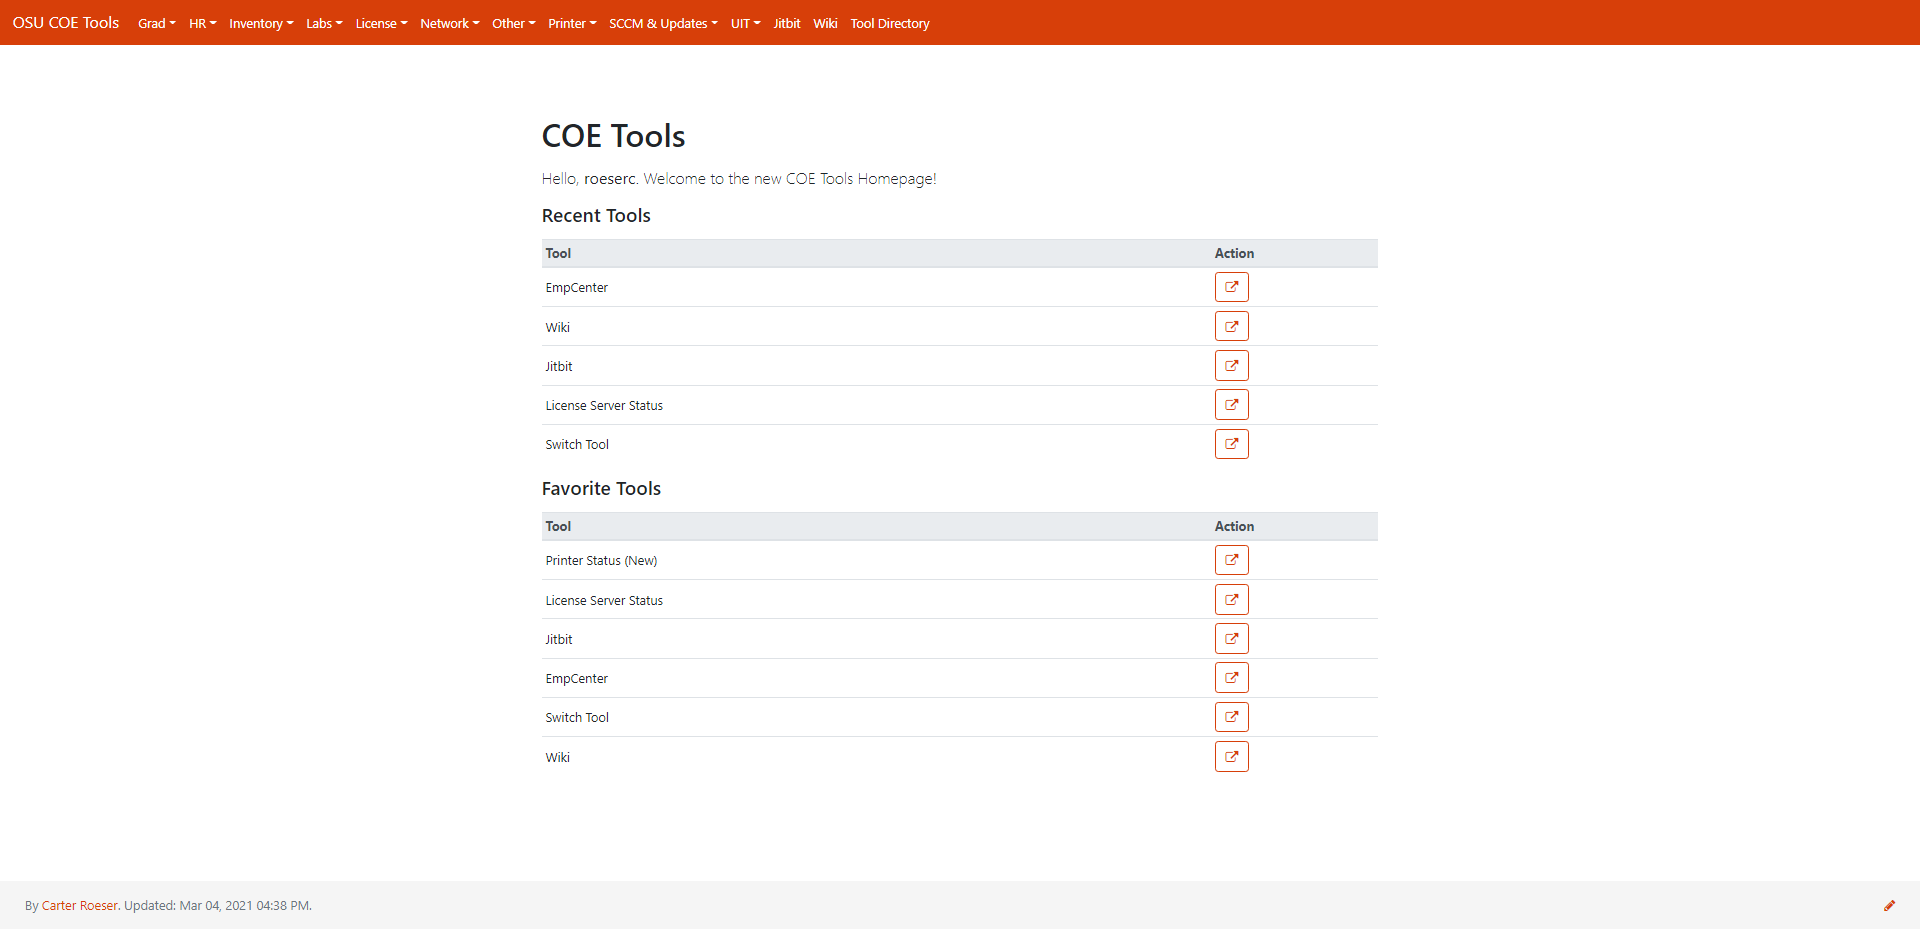 OSU COE Tools Grad HR Inventory Labs License Network Other Printer SCCM & Updates UIT Jitbit Wiki Tool Directory
COE Tools
Hello, roeserc. Welcome to the new COE Tools Homepage!
Recent Tools
Tool Action
EmpCenter
Wiki
Jitbit
License Server Status
Switch Tool
Favorite Tools
Tool Action
Printer Status (New)
License Server Status
Jitbit
EmpCenter
Switch Tool
Wiki
By Carter Roeser. Updated: Mar 04, 2021 04:38 PM.